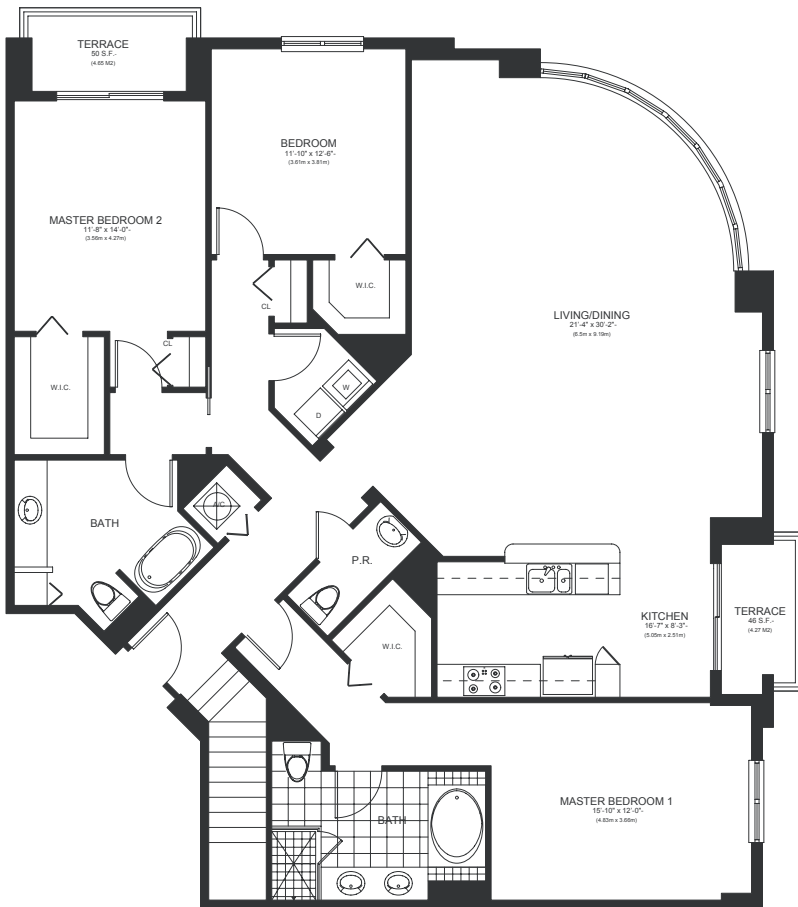 TERRACE
50 S.F.-
(4.65 M2)
BEDROOM
11'-10" x 12'-6"-
(3.61m x 3.81m)
MASTER BEDROOM 2
11'-8" x 14'-0"-
(3.56m x 4.27m)
W.I.C.
CL
LIVING/DINING
21'-4" x 30'-2"-
(6.5m x 9.19m)
CL
W.I.C.
W
D
A/C
BATH
P.R.
KITCHEN
16'-7" x 8'-3"-
(5.05m x 2.51m)
TERRACE
46 S.F.-
(4.27 M2)
W.I.C.
MASTER BEDROOM 1
15'-10" x 12'-0"-
(4.83m x 3.66m)
BATH